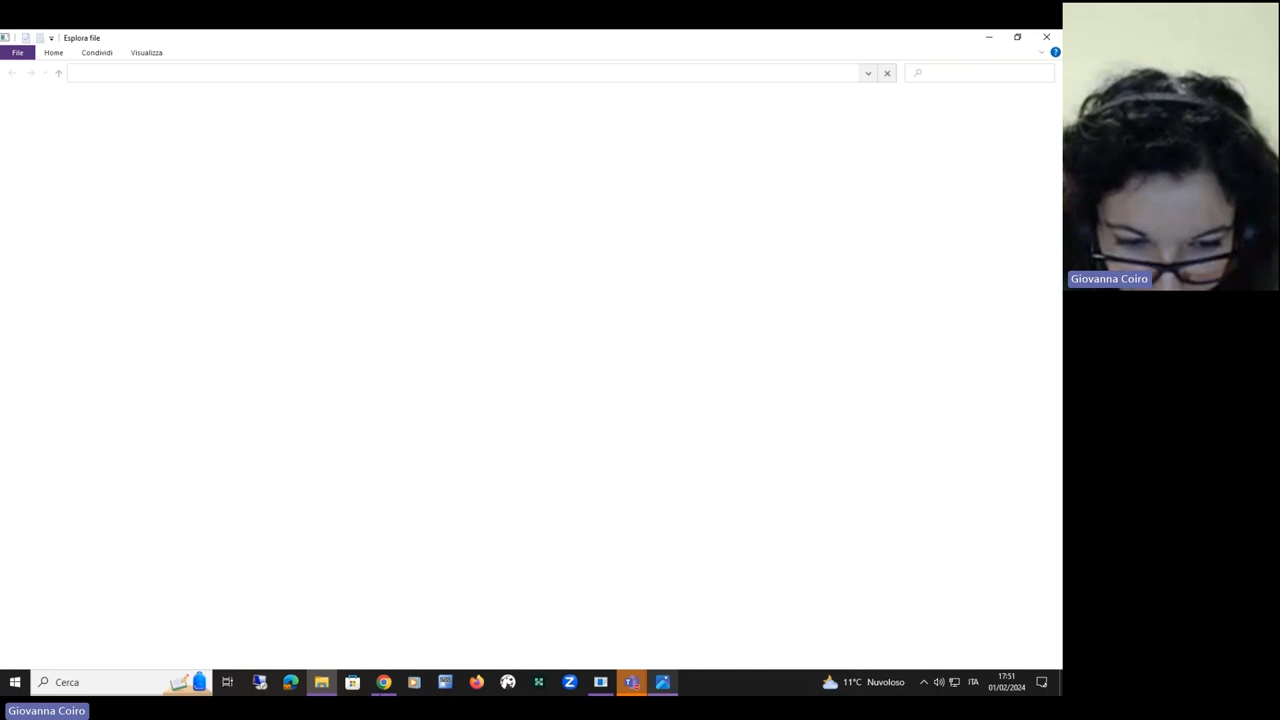 Esplora file
File Home Condividi Visualizza
Giovanna Coiro
Cerca
11°C Nuvoloso
ITA
17:51
01/02/2024
Giovanna Coiro